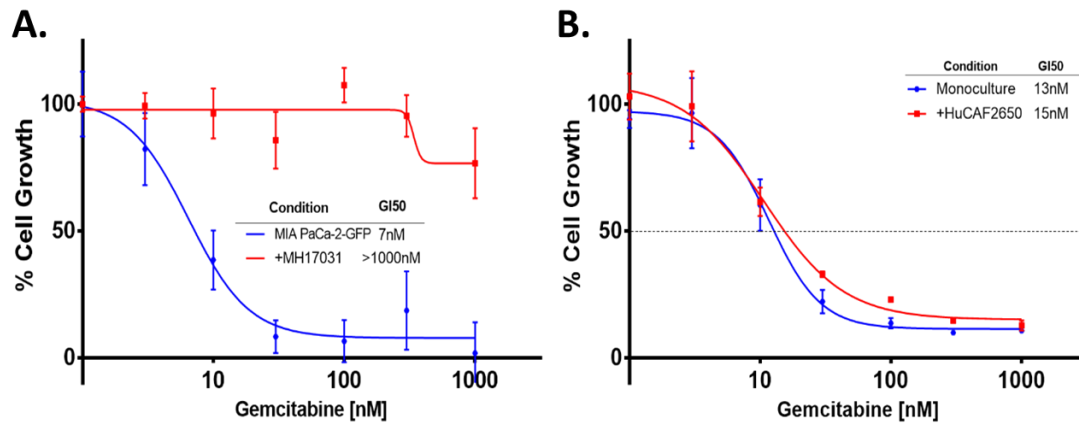 A.
% Cell Growth
100
50
0
Condition GI50
MIA PaCa-2-GFP 7nM
+MH17031 >1000nM
10 100 1000
Gemcitabine [nM]
B.
% Cell Growth
100
50
0
Condition GI50
Monoculture 13nM
+HuCAF2650 15nM
10 100 1000
Gemcitabine [nM]